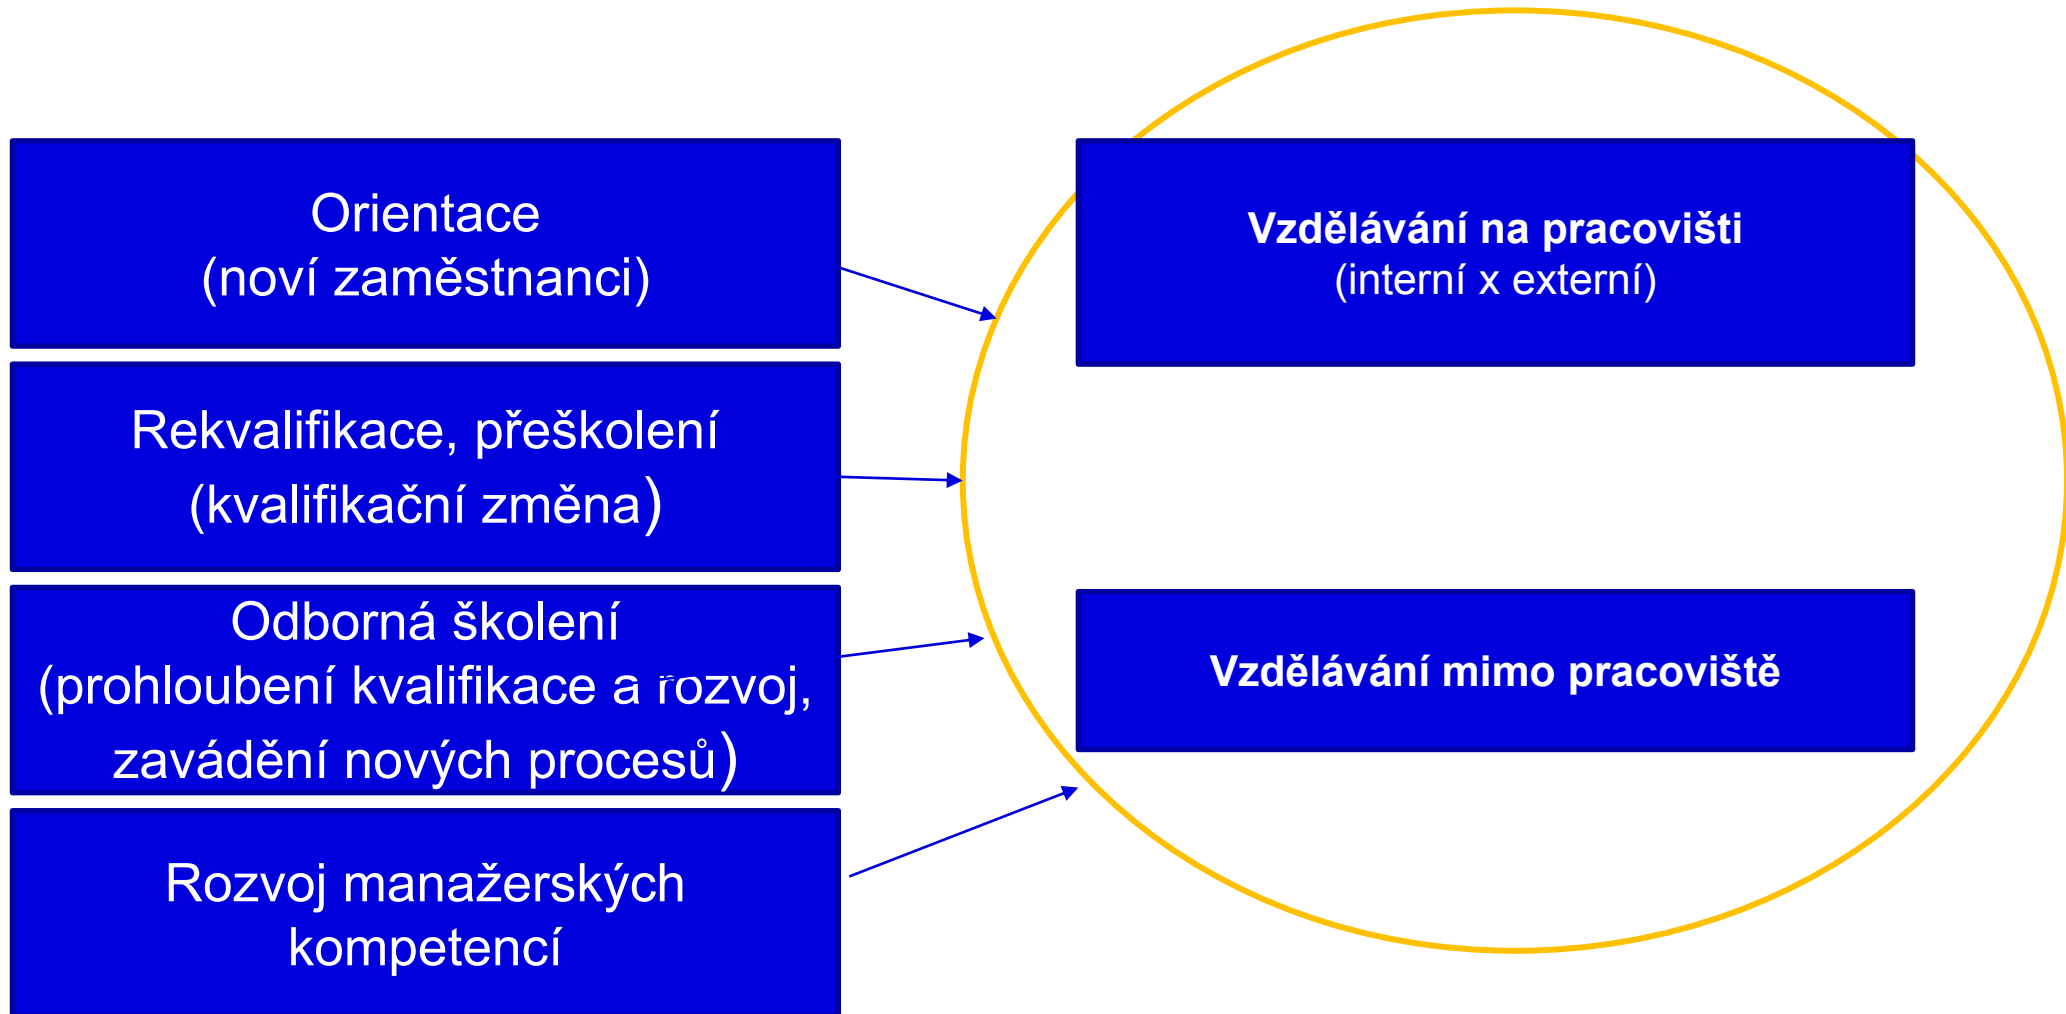 Orientace
(noví zaměstnanci)
Rekvalifikace, přeškolení
(kvalifikační změna)
Odborná školení
(prohloubení kvalifikace a rozvoj,
zavádění nových procesů)
Rozvoj manažerských
kompetencí
Vzdělávání na pracovišti
(interní x externí)
Vzdělávání mimo pracoviště